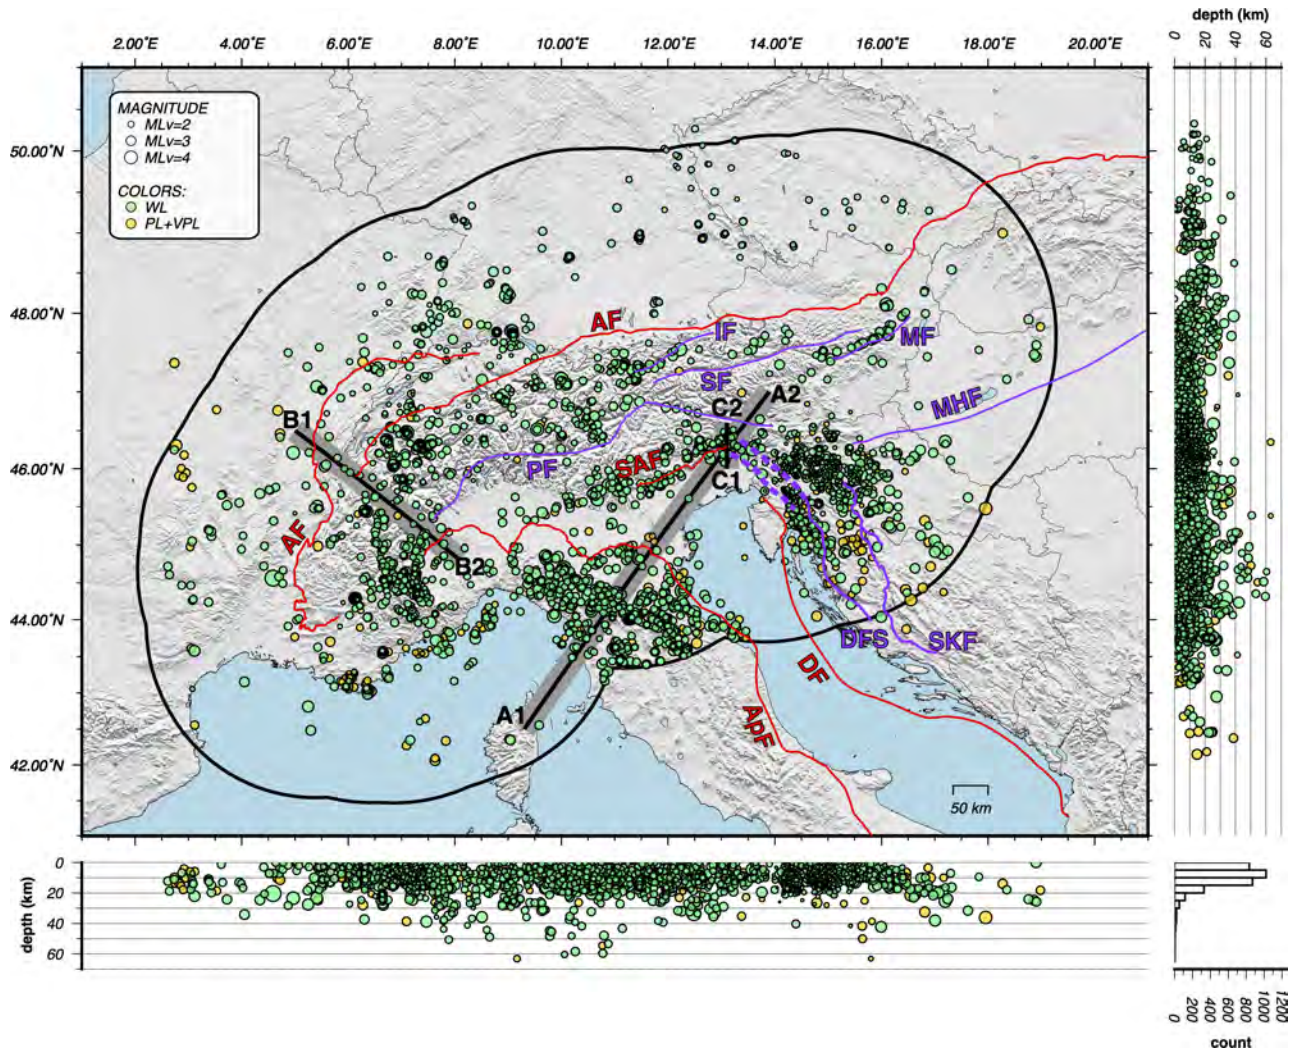 depth (km)
0 20 40 60
2.00˚E 4.00˚E 6.00˚E 8.00˚E 10.00˚E 12.00˚E 14.00˚E 16.00˚E 18.00˚E 20.00˚E
MAGNITUDE
MLv=2
MLv=3
MLv=4
COLORS:
WL
PL+VPL
50.00˚N
48.00˚N
46.00˚N
44.00˚N
42.00˚N
AF
IF
MF
SF
C2
A2
MHF
B1
PF
SAF
C1
AF
B2
DFS
SKF
DF
A1
ApF
50 km
depth (km)
0
20
40
60
0 200 400 600 800 1000 1200
count